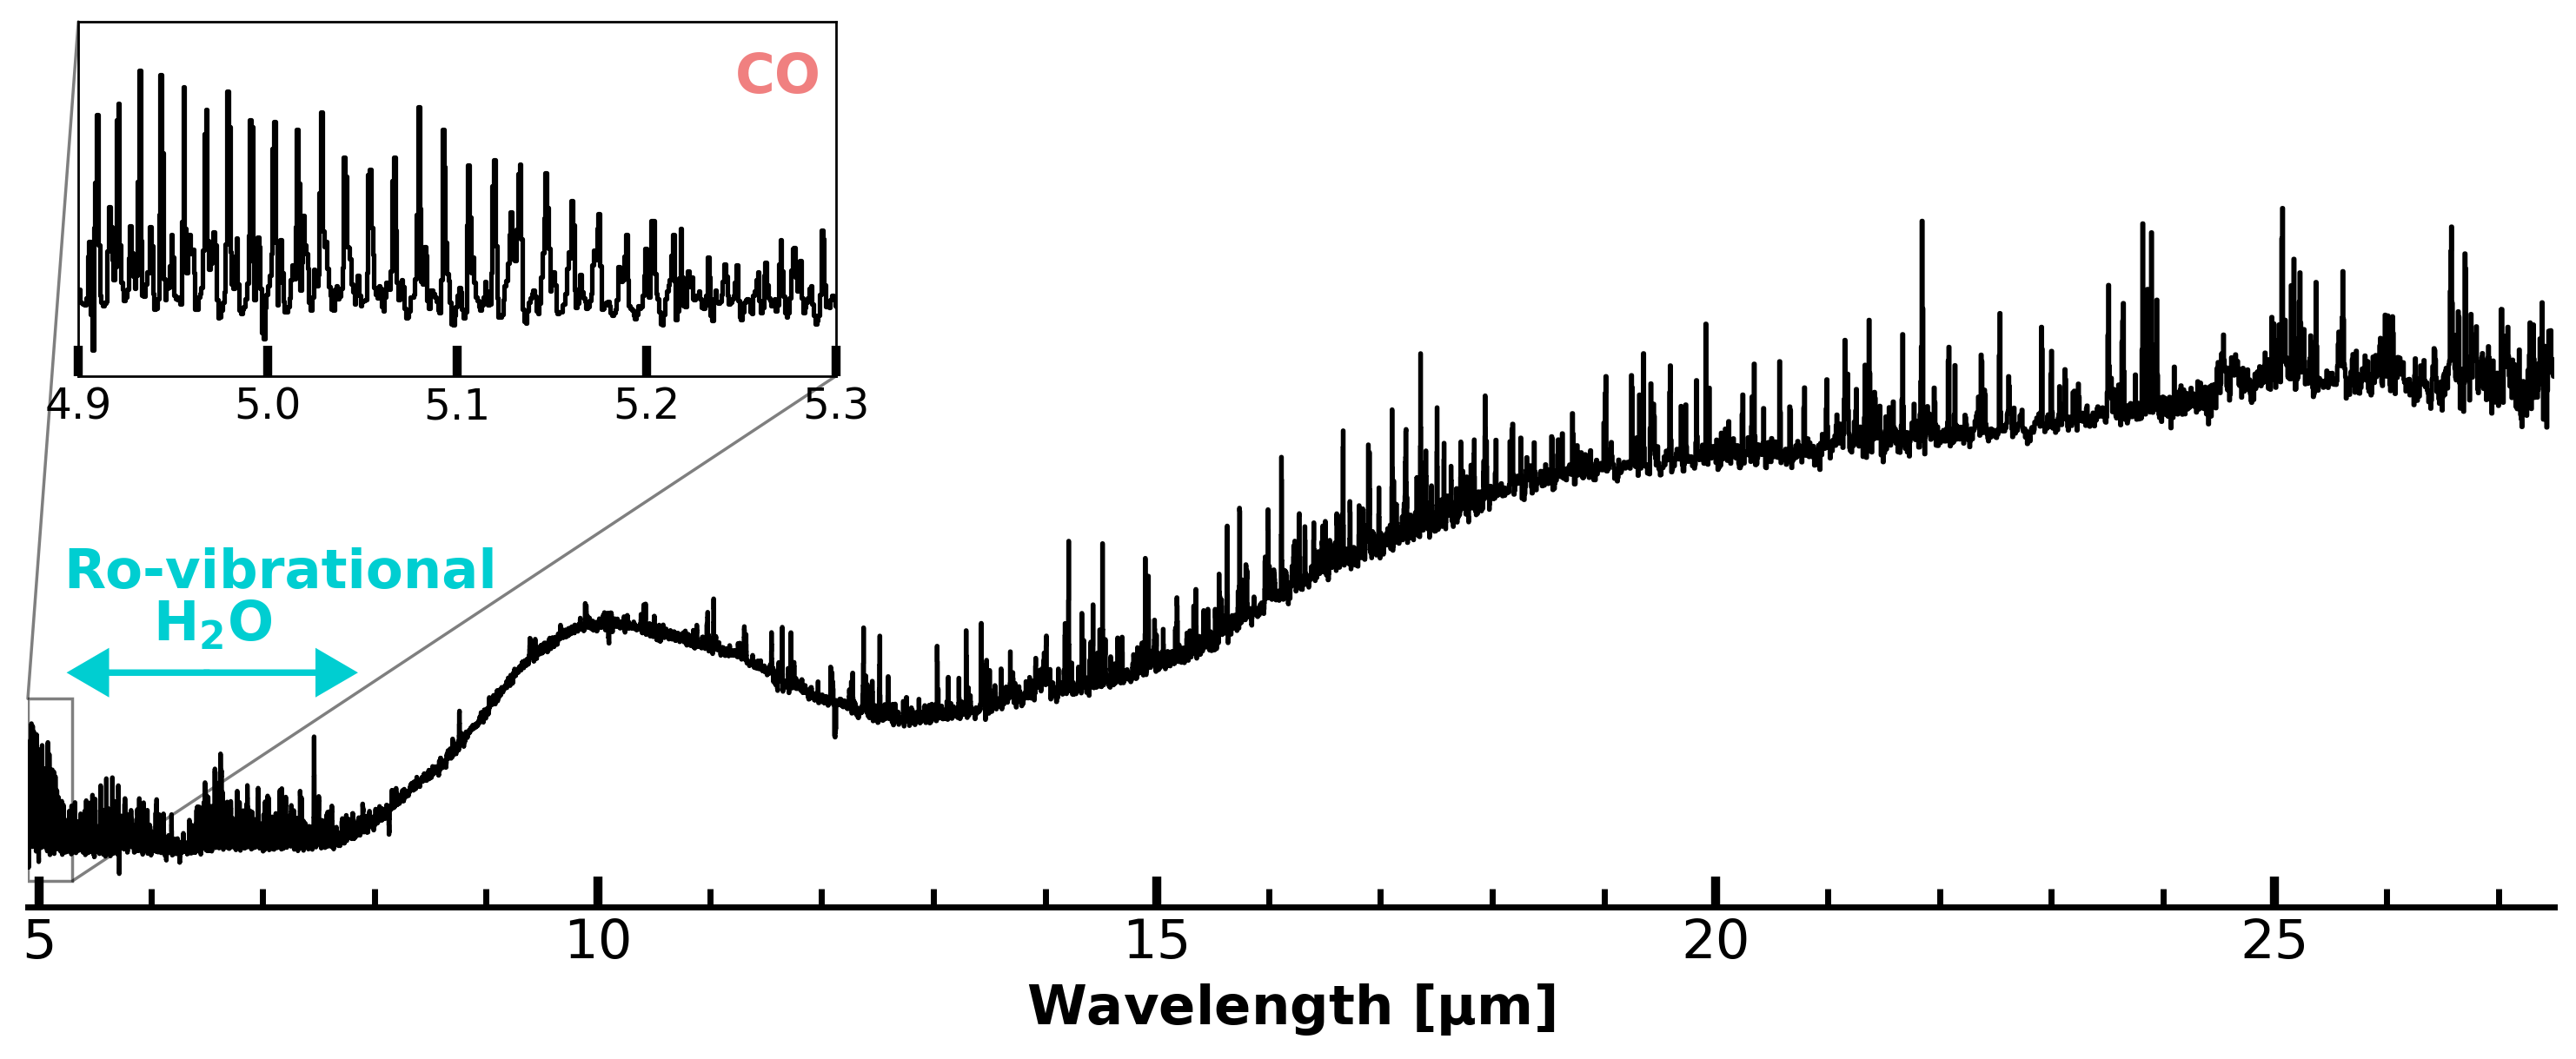 CO
4.9 5.0 5.1 5.2 5.3
Ro-vibrational
H₂O
5 10 15 20 25
Wavelength [μm]